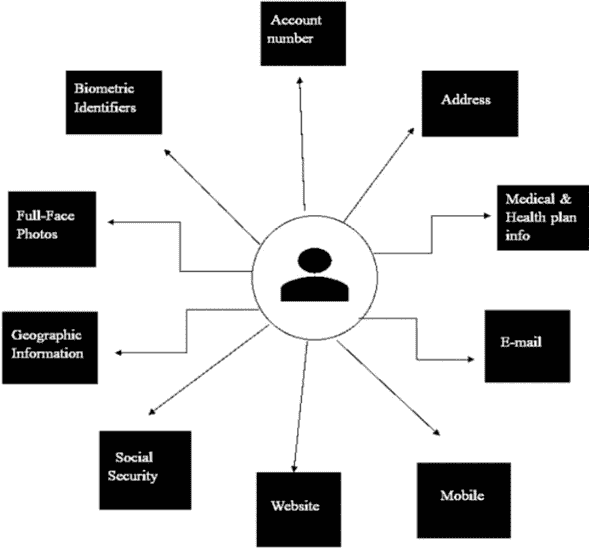 Account
number
Biometric
Identifiers
Address
Full-Face
Photos
Medical &
Health plan
info
Geographic
Information
E-mail
Social
Security
Website
Mobile